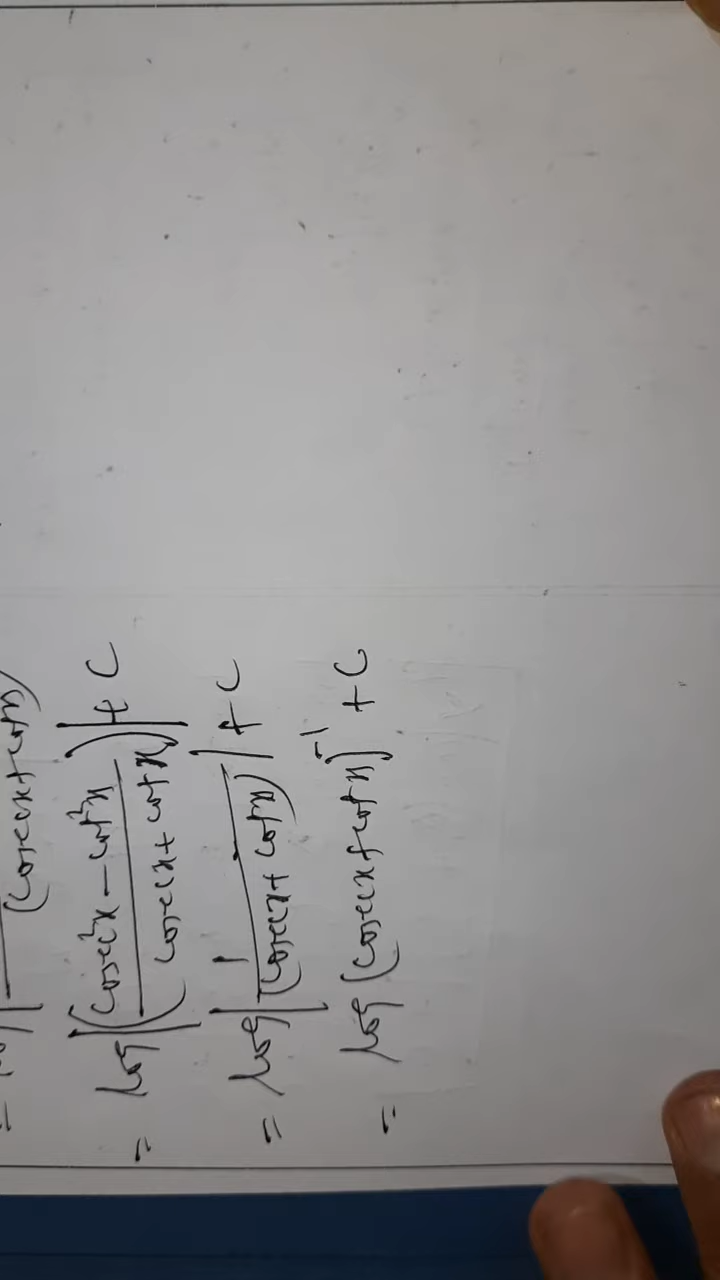 (cosecx + cotx)
= log |(cosec²x − cot²x / cosecx + cotx)| + C
= log |1 / (cosecx + cotx)| + C
= log (cosecx + cotx)⁻¹ + C